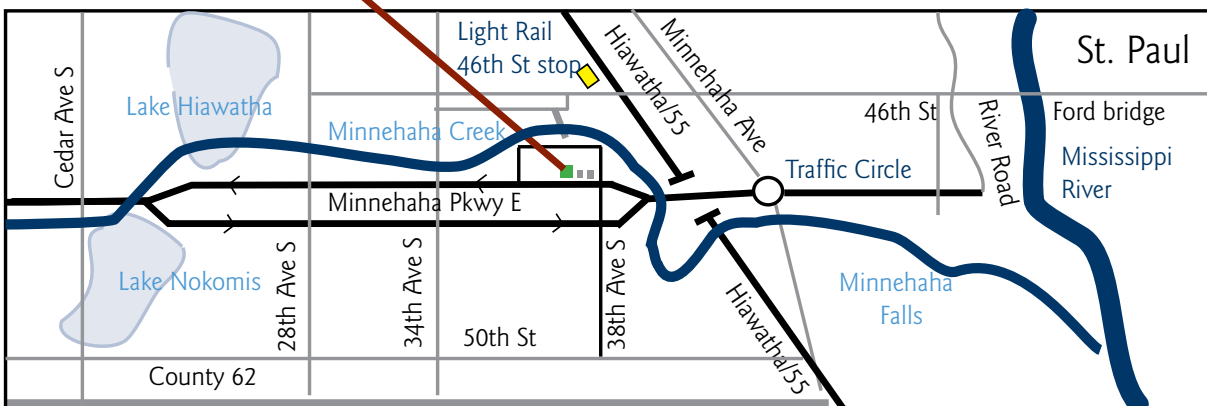 Light Rail
46th St stop
Hiawatha/55
Minnehaha Ave
St. Paul
Cedar Ave S
Lake Hiawatha
Minnehaha Creek
46th St
River Road
Ford bridge
Traffic Circle
Mississippi
River
Minnehaha Pkwy E
Lake Nokomis
28th Ave S
34th Ave S
50th St
38th Ave S
Hiawatha/55
Minnehaha
Falls
County 62